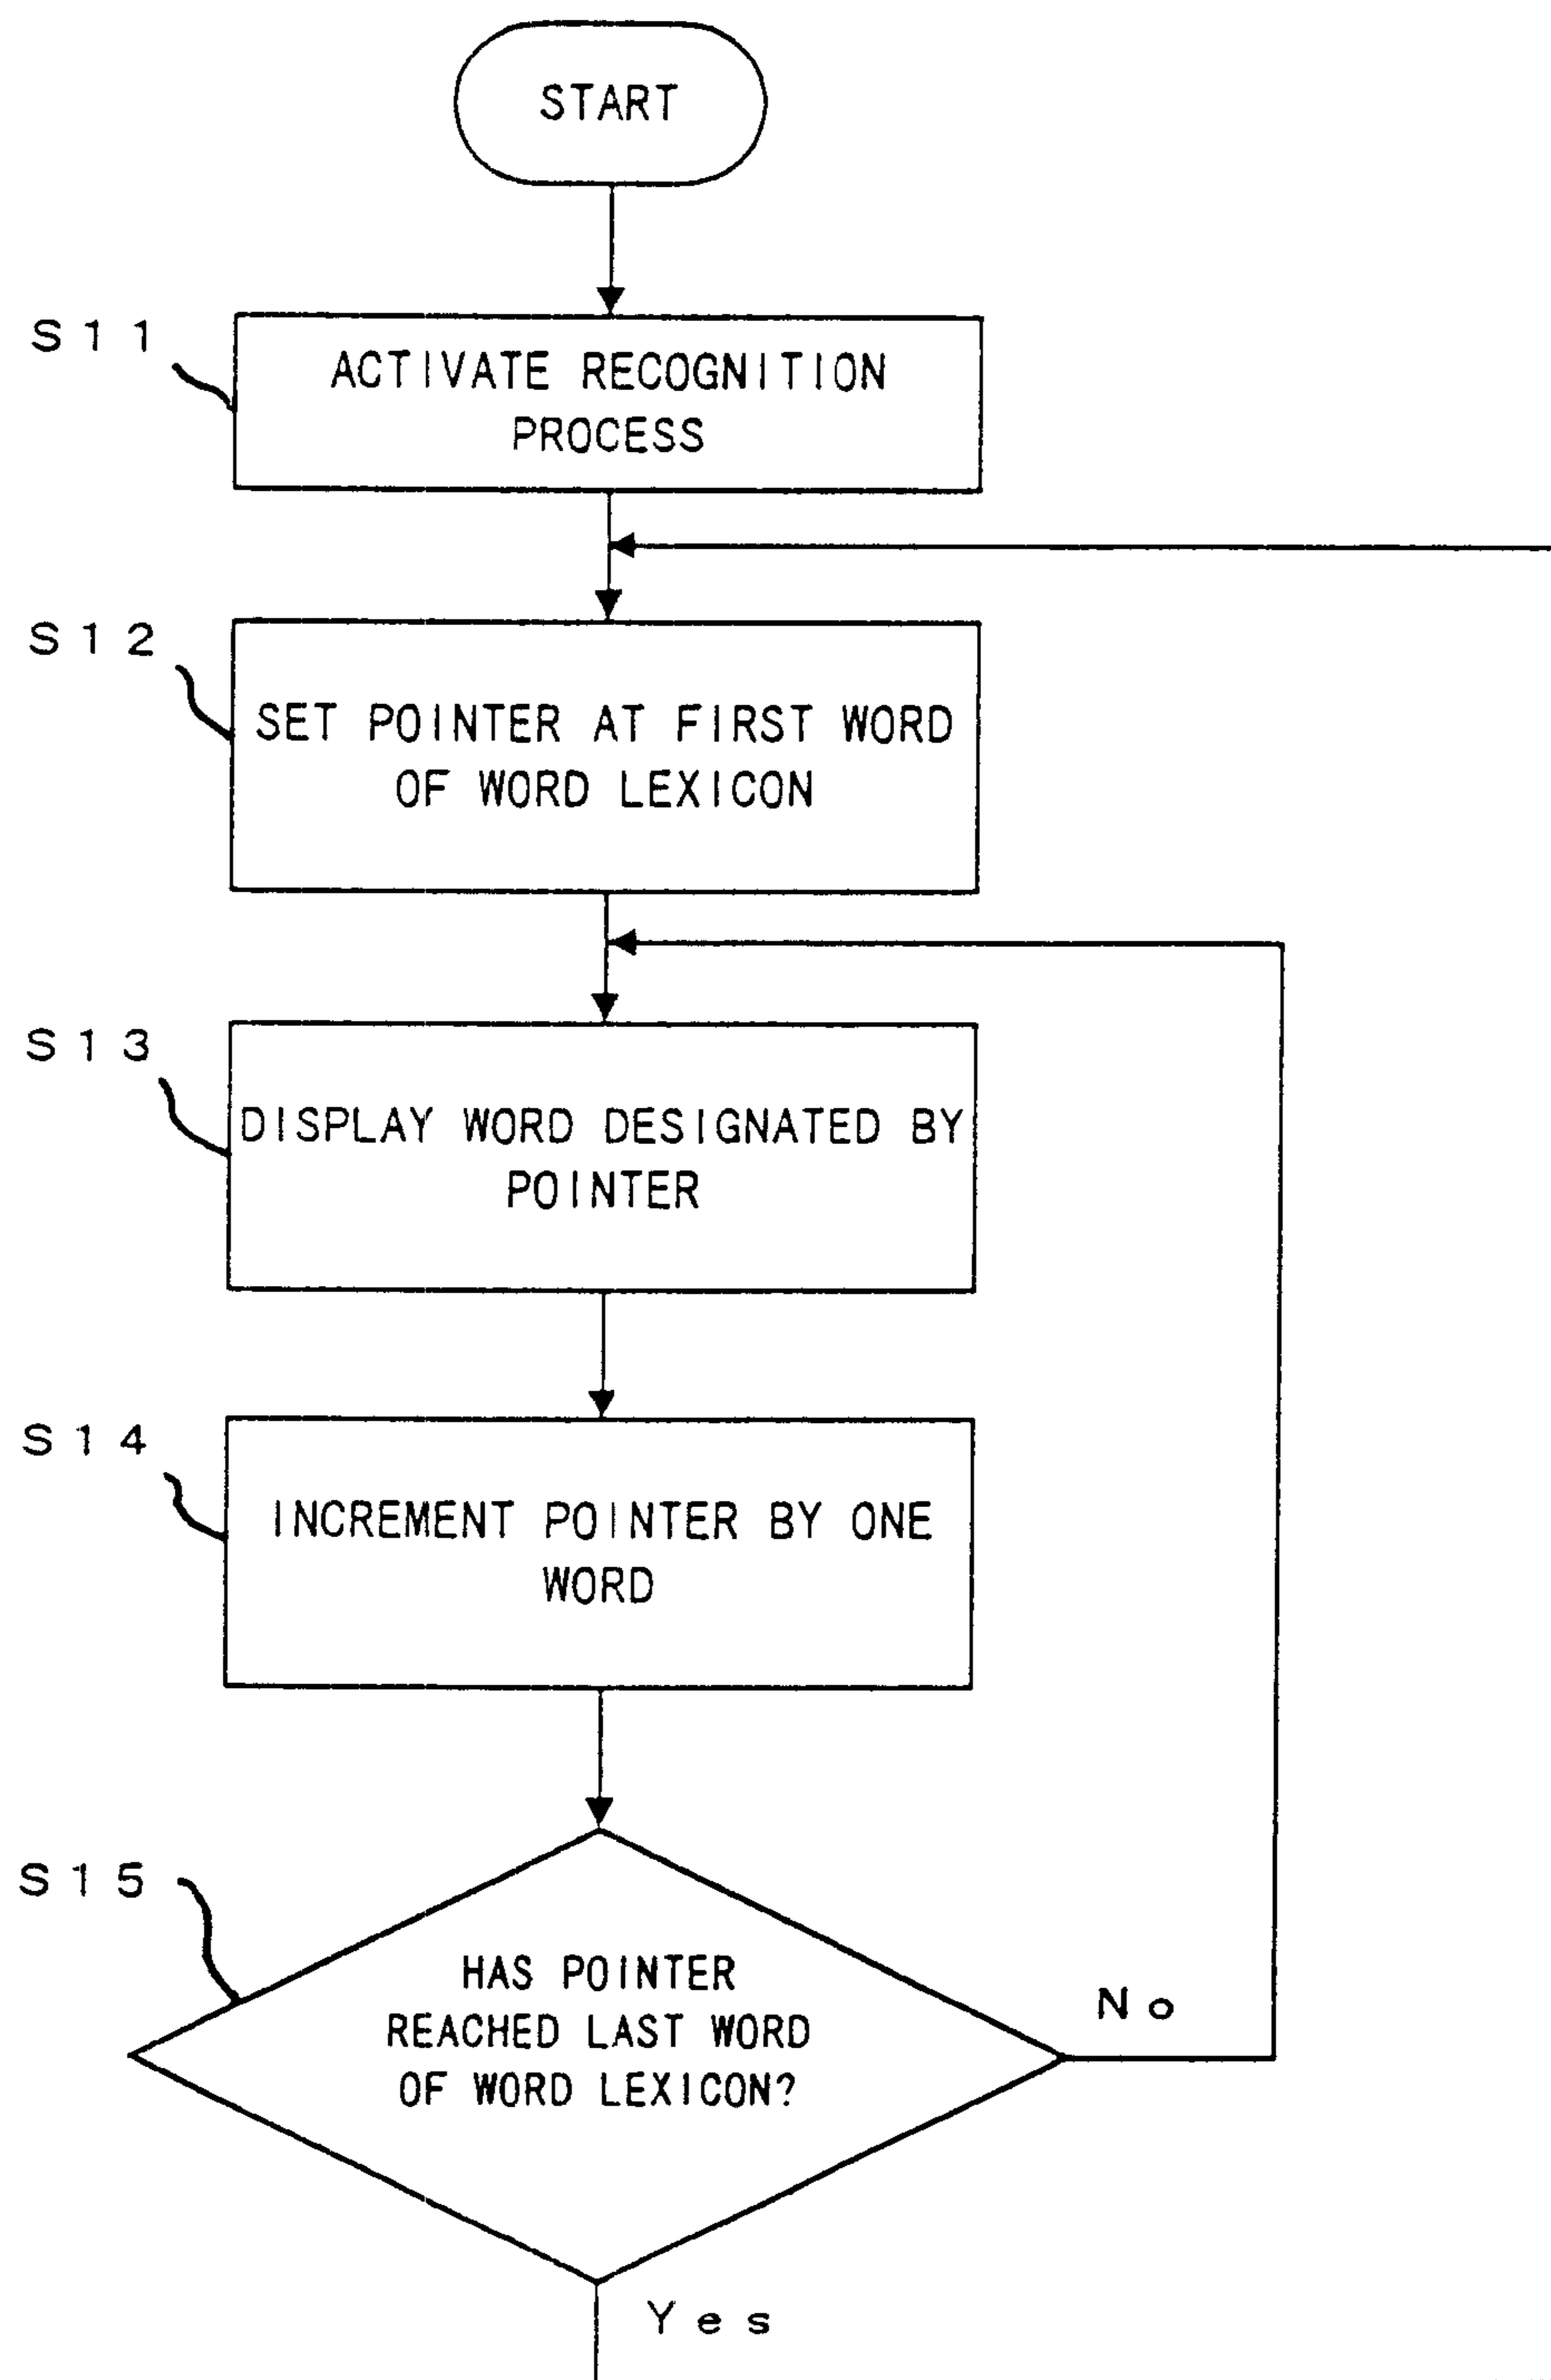 START
S11
ACTIVATE RECOGNITION
PROCESS
S12
SET POINTER AT FIRST WORD
OF WORD LEXICON
S13
DISPLAY WORD DESIGNATED BY
POINTER
S14
INCREMENT POINTER BY ONE
WORD
S15
HAS POINTER
REACHED LAST WORD
OF WORD LEXICON?
No
Yes